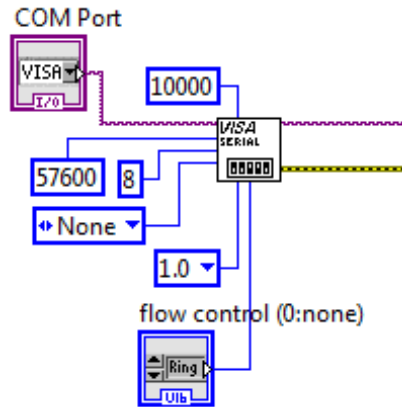 COM Port
VISA
I/O
10000
VISA
SERIAL
57600
8
None
1.0
flow control (0:none)
Ring
U16